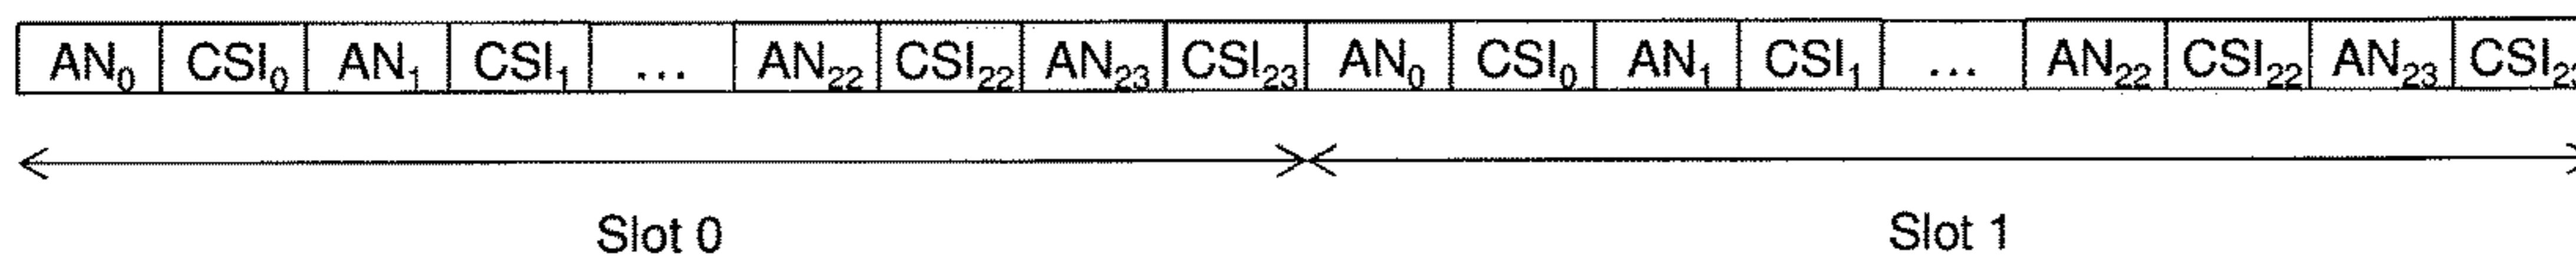 AN₀ CSI₀ AN₁ CSI₁ ... AN₂₂ CSI₂₂ AN₂₃ CSI₂₃ AN₀ CSI₀ AN₁ CSI₁ ... AN₂₂ CSI₂₂ AN₂₃ CSI₂₃
Slot 0 Slot 1